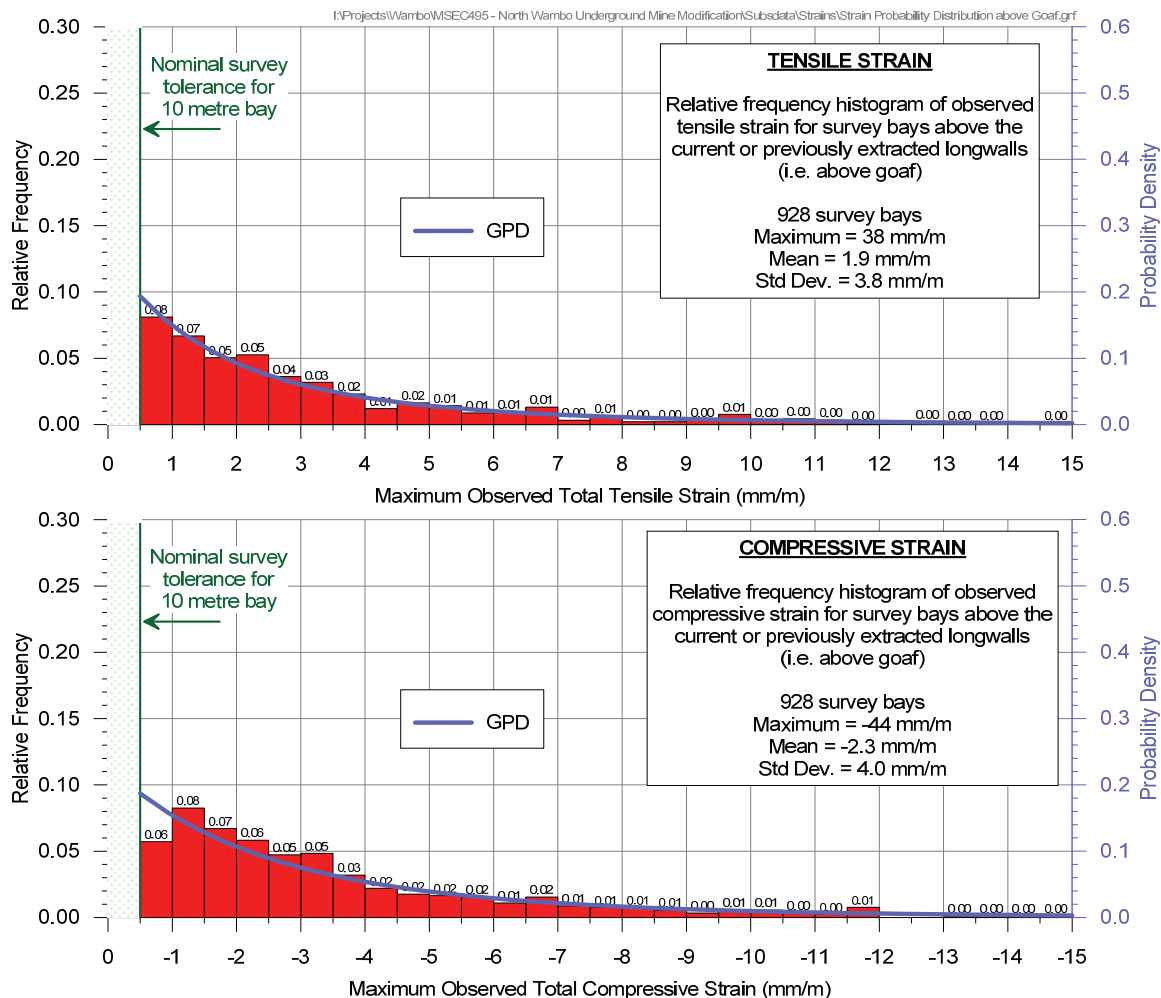 I:\Projects\Wambo\MSEC495 - North Wambo Underground Mine Modification\Subsdata\Strains\Strain Probability Distribution above Goaf.grf
0.30
0.25
0.20
0.15
0.10
0.05
0.00
Relative Frequency
Nominal survey
tolerance for
10 metre bay
GPD
TENSILE STRAIN
Relative frequency histogram of observed
tensile strain for survey bays above the
current or previously extracted longwalls
(i.e. above goaf)
928 survey bays
Maximum = 38 mm/m
Mean = 1.9 mm/m
Std Dev. = 3.8 mm/m
0.6
0.5
0.4
0.3
0.2
0.1
0.0
Probability Density
0.08 0.07 0.05 0.05 0.04 0.03 0.02 0.01 0.02 0.01 0.01 0.01 0.01 0.00 0.01 0.00 0.00 0.00 0.01 0.00 0.00 0.00 0.00 0.00 0.00 0.00 0.00
0 1 2 3 4 5 6 7 8 9 10 11 12 13 14 15
Maximum Observed Total Tensile Strain (mm/m)
0.30
0.25
0.20
0.15
0.10
0.05
0.00
Relative Frequency
Nominal survey
tolerance for
10 metre bay
GPD
COMPRESSIVE STRAIN
Relative frequency histogram of observed
compressive strain for survey bays above the
current or previously extracted longwalls
(i.e. above goaf)
928 survey bays
Maximum = -44 mm/m
Mean = -2.3 mm/m
Std Dev. = 4.0 mm/m
0.6
0.5
0.4
0.3
0.2
0.1
0.0
Probability Density
0.06 0.08 0.07 0.06 0.05 0.05 0.03 0.02 0.02 0.02 0.02 0.01 0.02 0.01 0.01 0.01 0.01 0.00 0.01 0.01 0.00 0.00 0.01 0.00 0.00 0.00 0.00
0 -1 -2 -3 -4 -5 -6 -7 -8 -9 -10 -11 -12 -13 -14 -15
Maximum Observed Total Compressive Strain (mm/m)